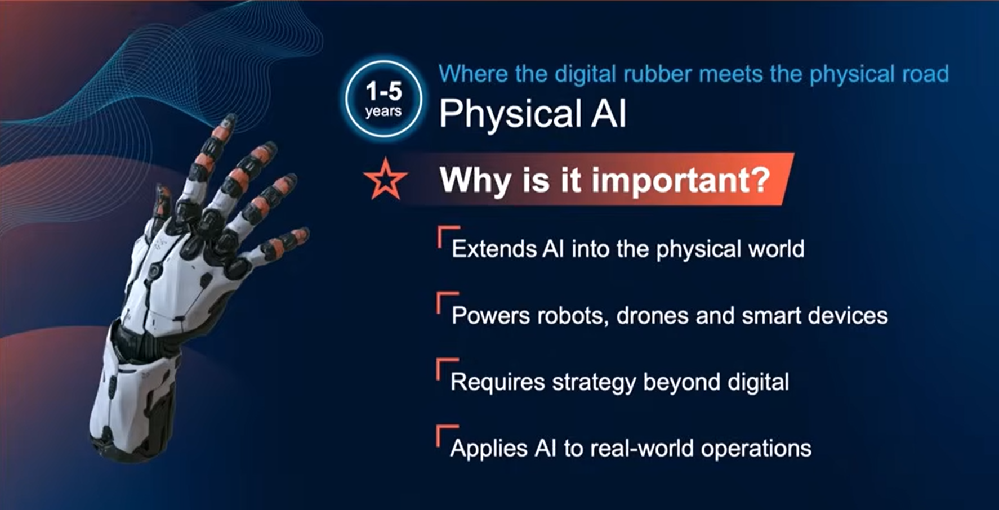 1-5
years
Where the digital rubber meets the physical road
Physical AI
Why is it important?
Extends AI into the physical world
Powers robots, drones and smart devices
Requires strategy beyond digital
Applies AI to real-world operations